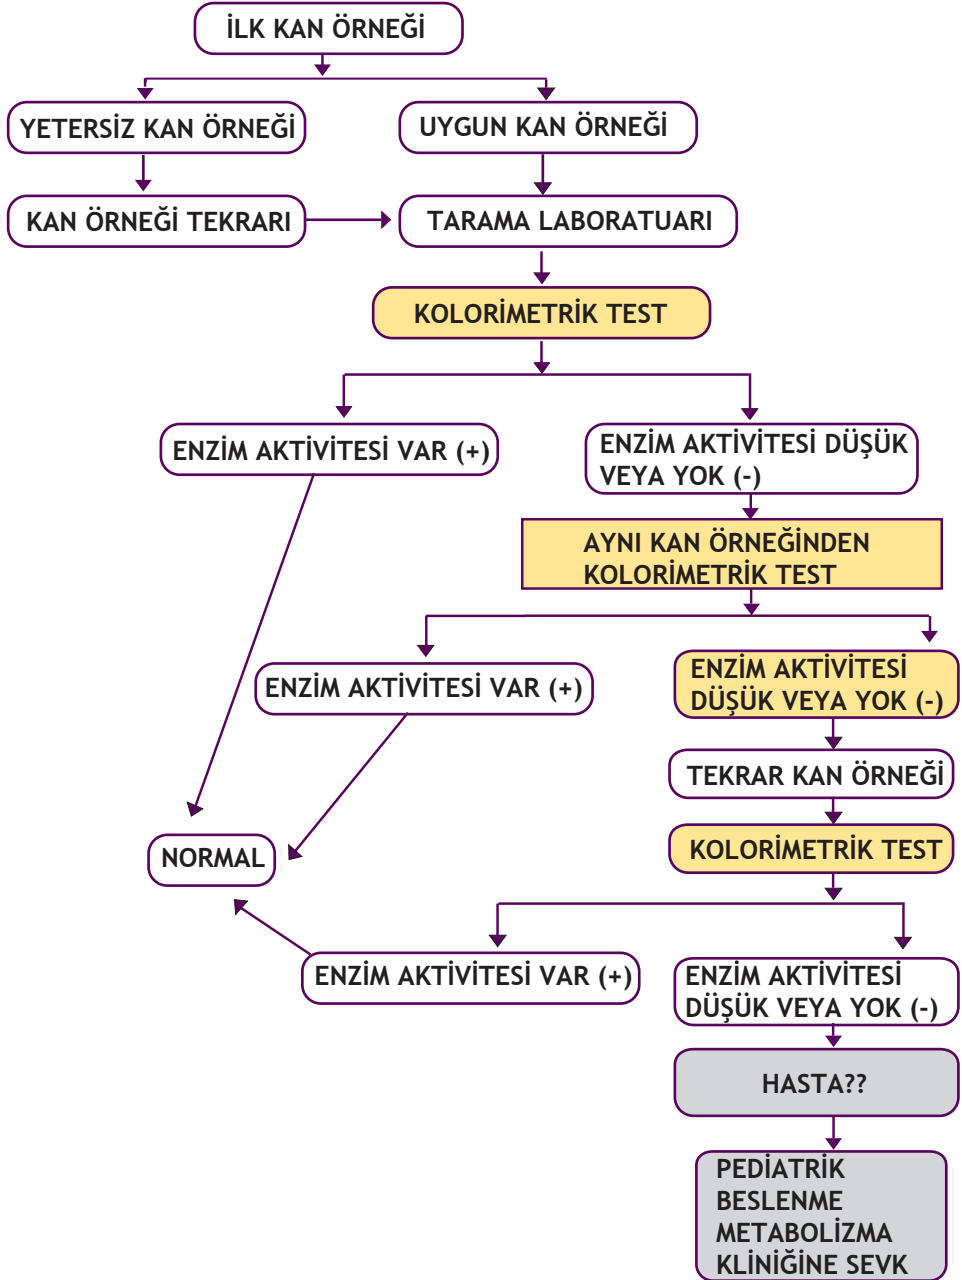 İLK KAN ÖRNEĞİ
YETERSİZ KAN ÖRNEĞİ
UYGUN KAN ÖRNEĞİ
KAN ÖRNEĞİ TEKRARI
TARAMA LABORATUARI
KOLORİMETRİK TEST
ENZİM AKTİVİTESİ VAR (+)
ENZİM AKTİVİTESİ DÜŞÜK
VEYA YOK (-)
AYNI KAN ÖRNEĞİNDEN
KOLORİMETRİK TEST
ENZİM AKTİVİTESİ VAR (+)
ENZİM AKTİVİTESİ
DÜŞÜK VEYA YOK (-)
TEKRAR KAN ÖRNEĞİ
KOLORİMETRİK TEST
NORMAL
ENZİM AKTİVİTESİ VAR (+)
ENZİM AKTİVİTESİ
DÜŞÜK VEYA YOK (-)
HASTA??
PEDİATRİK
BESLENME
METABOLİZMA
KLİNİĞİNE SEVK